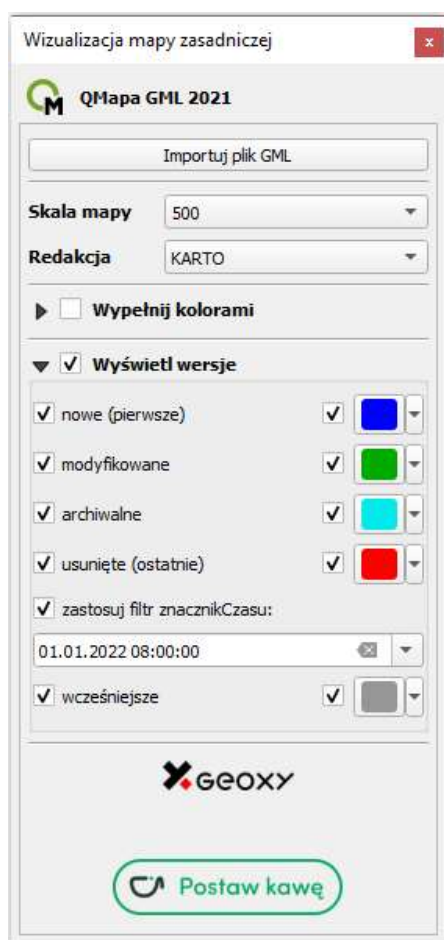 Wizualizacja mapy zasadniczej
x
QMapa GML 2021
Importuj plik GML
Skala mapy 500
Redakcja KARTO
Wypełnij kolorami
Wyświetl wersje
nowe (pierwsze)
modyfikowane
archiwalne
usunięte (ostatnie)
zastosuj filtr znacznikCzasu:
01.01.2022 08:00:00
wcześniejsze
GEOXY
Postaw kawę